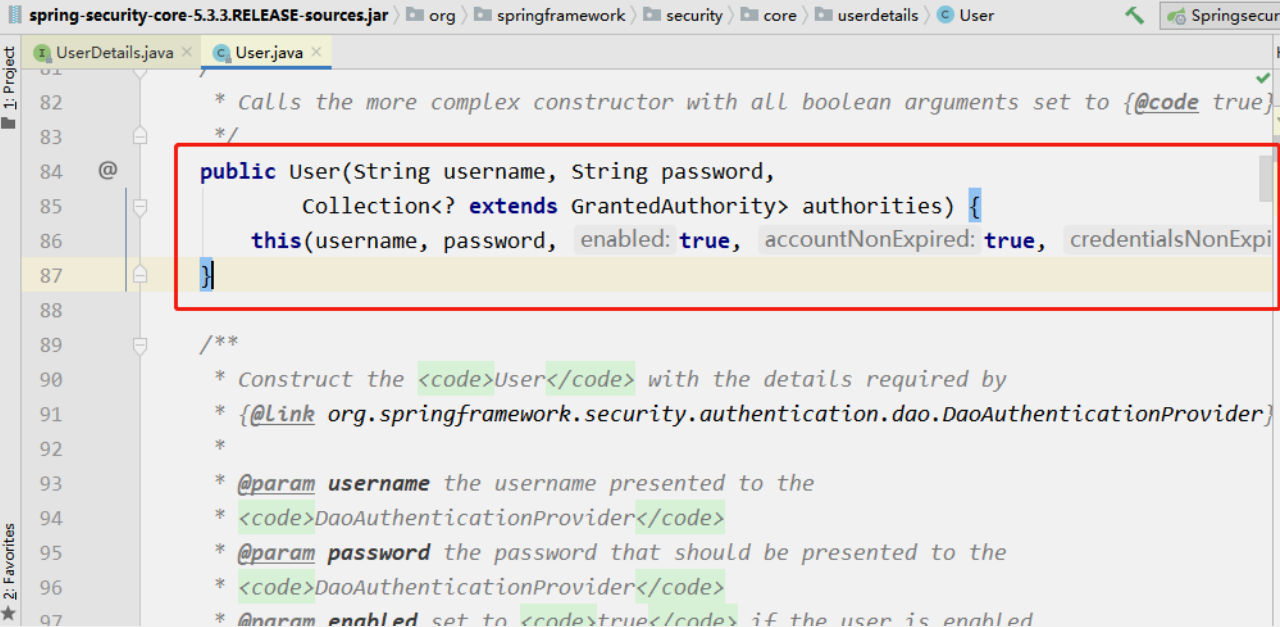 spring-security-core-5.3.3.RELEASE-sources.jar org springframework security core userdetails C User Springsecur
1: Project
I UserDetails.java × C User.java ×
81 /
82 * Calls the more complex constructor with all boolean arguments set to {@code true}
83 */
84 @ public User(String username, String password,
85 Collection<? extends GrantedAuthority> authorities) {
86 this(username, password, enabled: true, accountNonExpired: true, credentialsNonExpi
87 }
88
89 /**
90 * Construct the <code>User</code> with the details required by
91 * {@link org.springframework.security.authentication.dao.DaoAuthenticationProvider}
92 *
93 * @param username the username presented to the
94 * <code>DaoAuthenticationProvider</code>
95 * @param password the password that should be presented to the
96 * <code>DaoAuthenticationProvider</code>
97 * @param enabled set to <code>true</code> if the user is enabled
2: Favorites